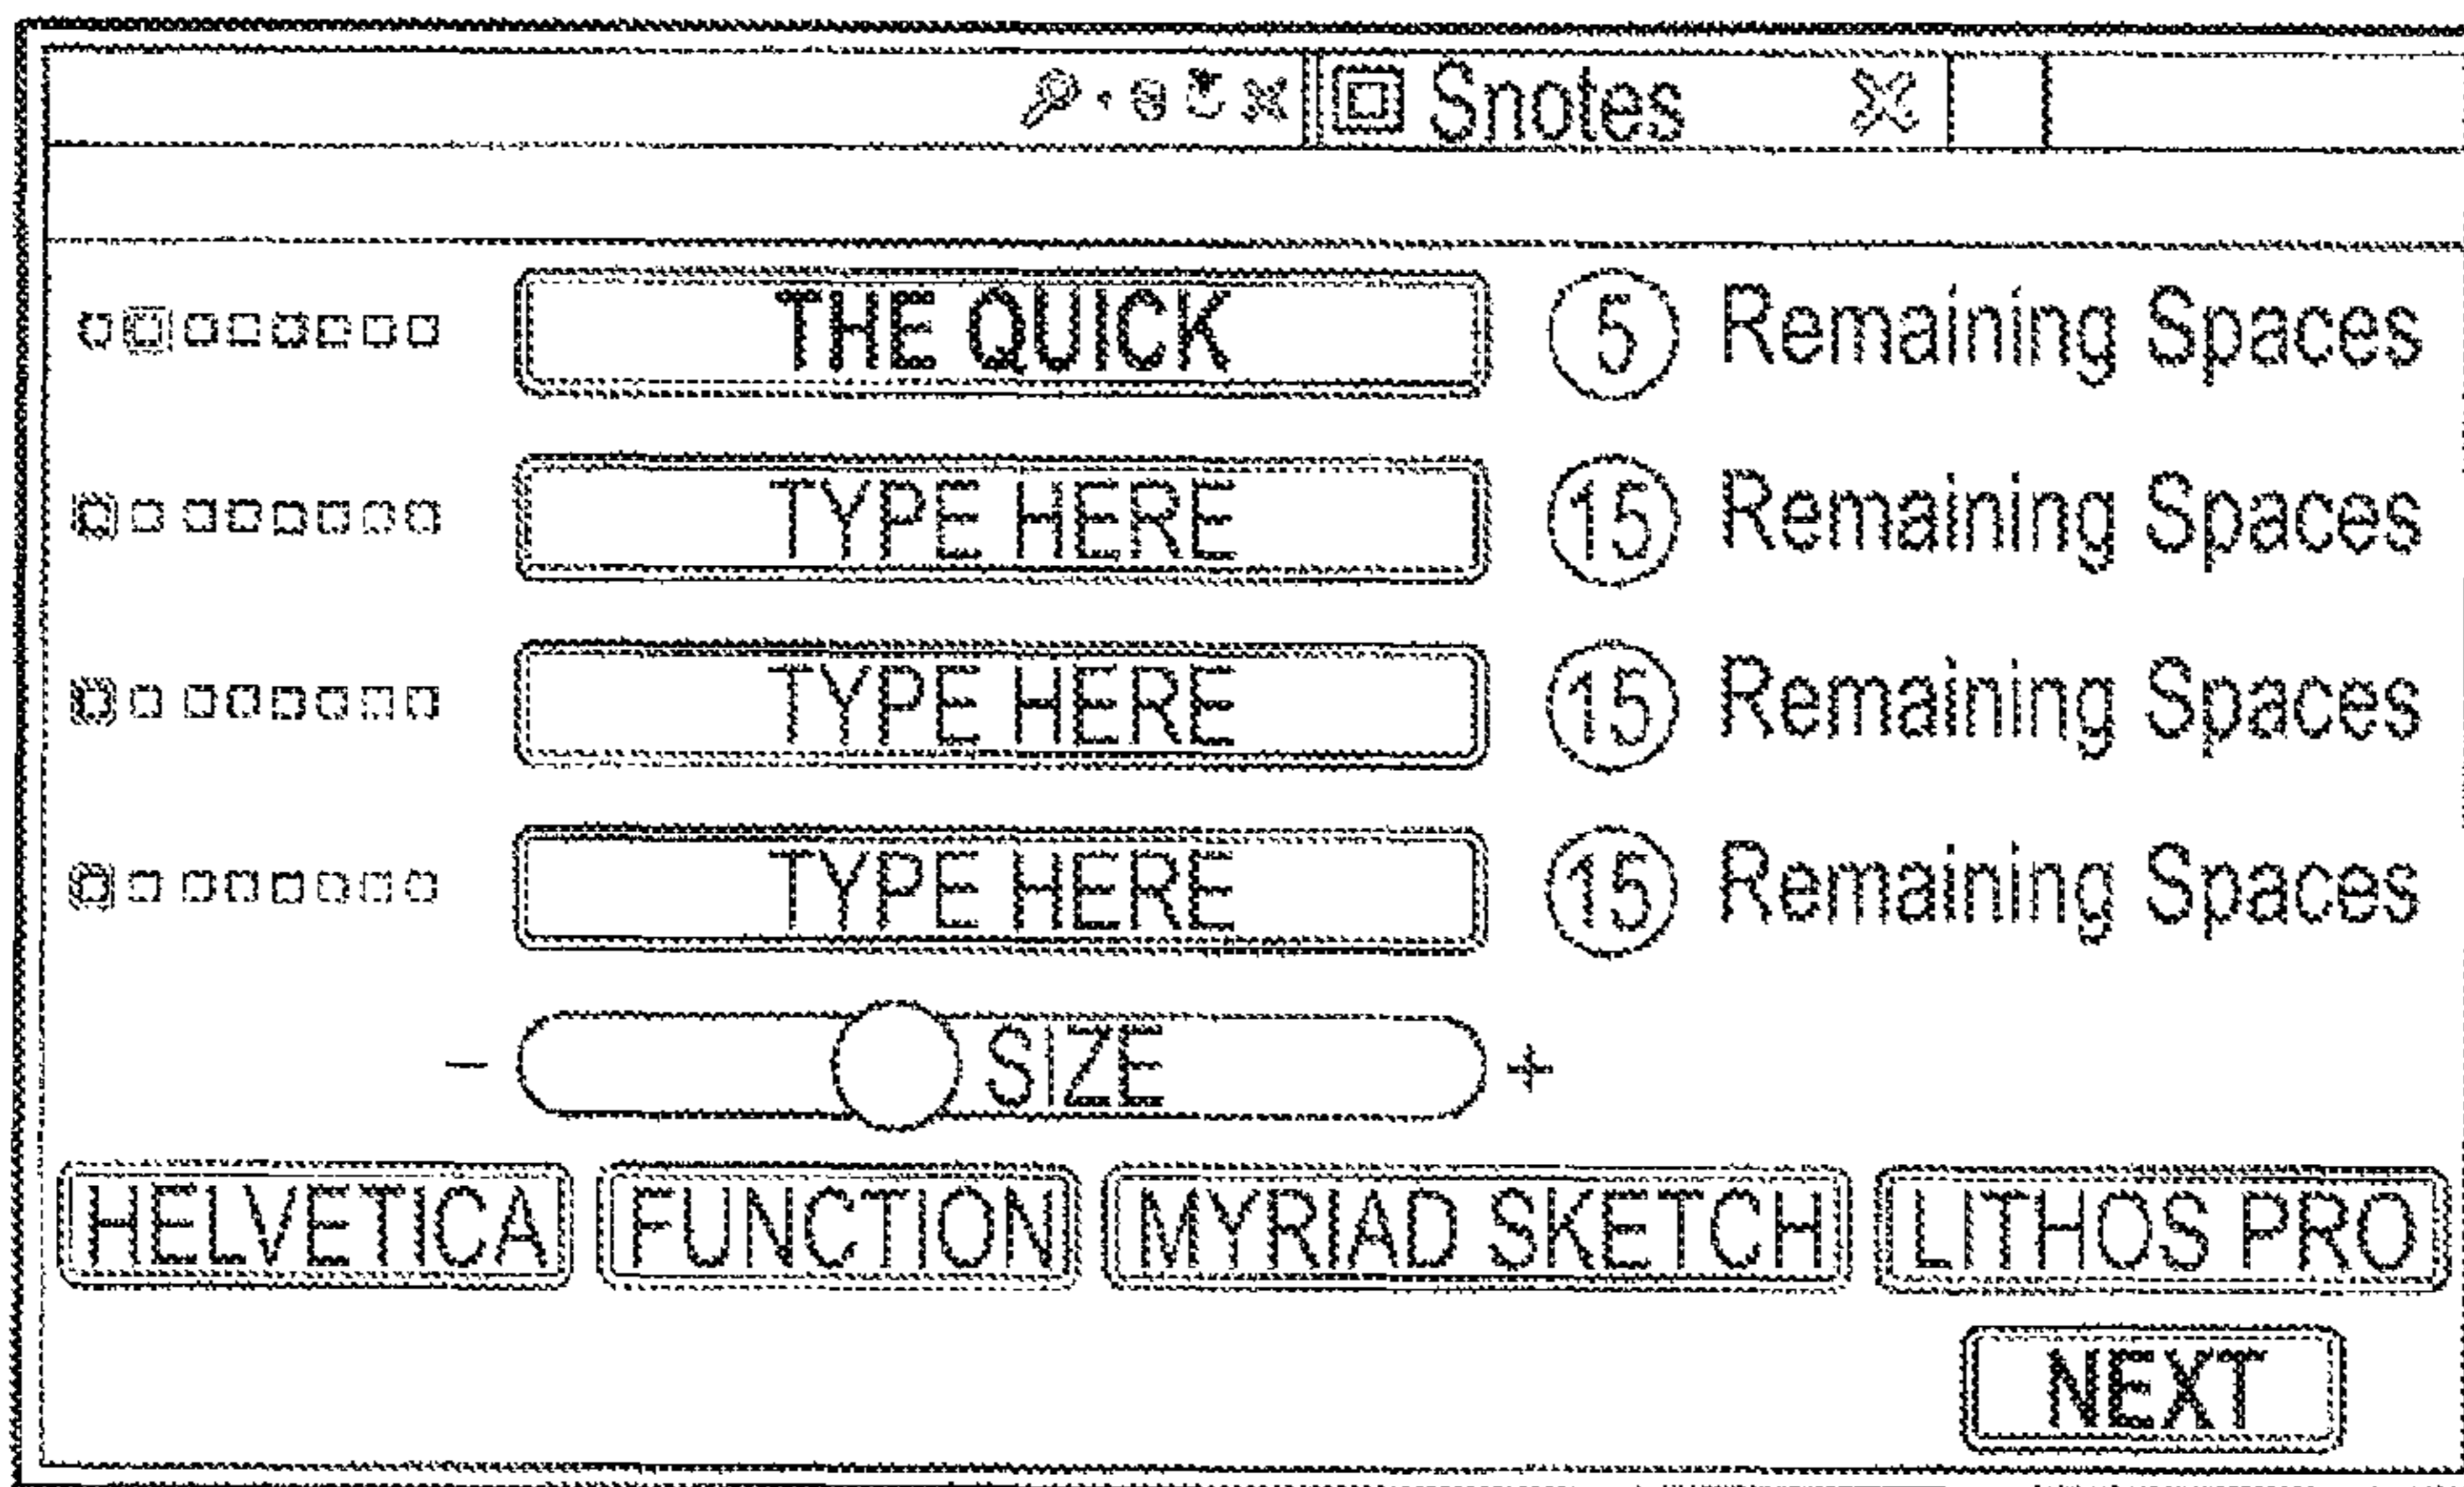 Snotes
THE QUICK 5 Remaining Spaces
TYPE HERE 15 Remaining Spaces
TYPE HERE 15 Remaining Spaces
TYPE HERE 15 Remaining Spaces
- SIZE +
HELVETICA FUNCTION MYRIAD SKETCH LITHOS PRO
NEXT